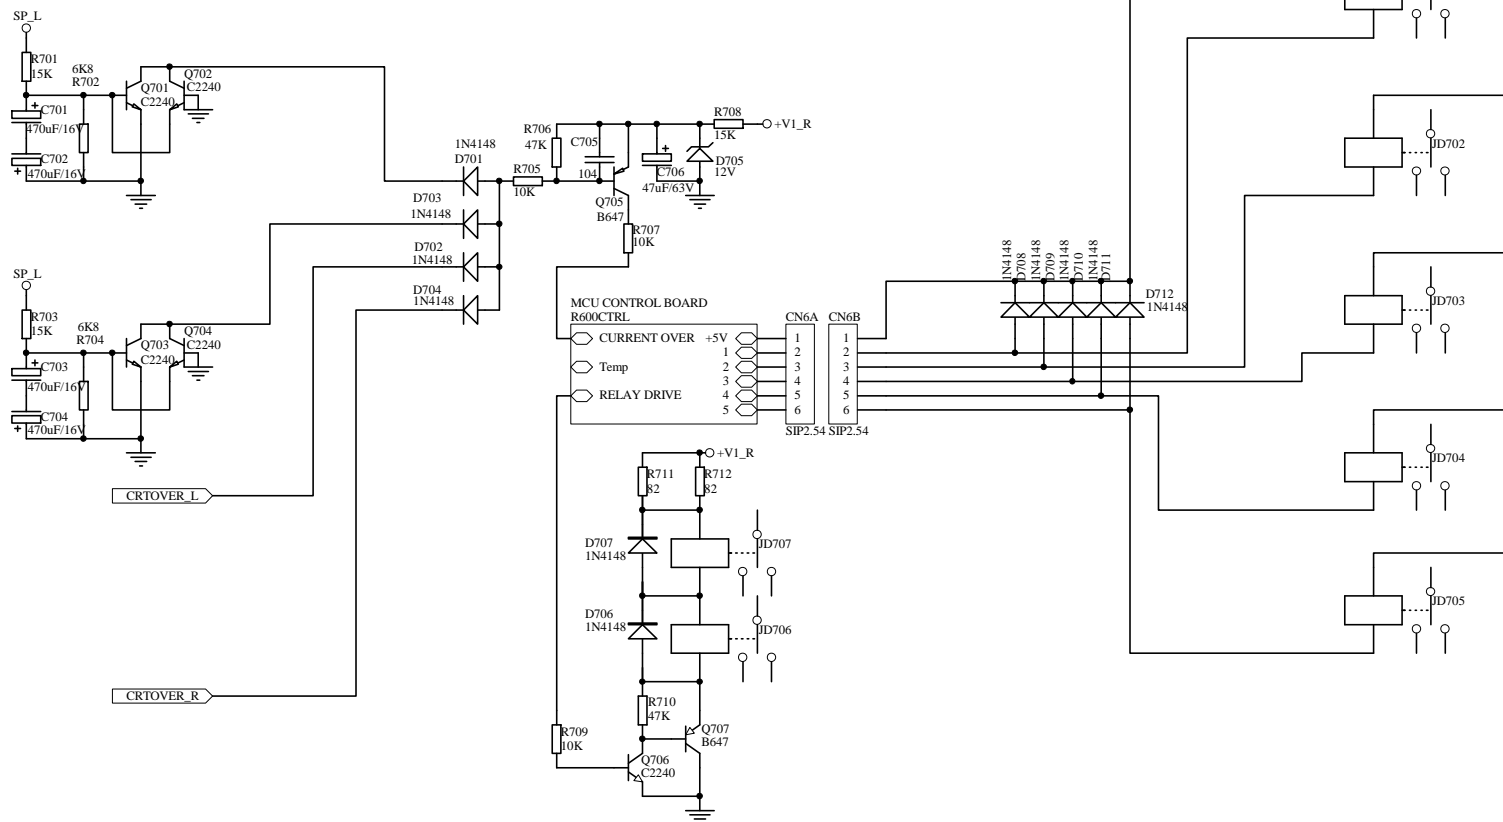 SP_L
R701
15K
6K8
R702
Q701
C2240
Q702
C2240
C701
470uF/16V
C702
470uF/16V
1N4148
D701
D703
1N4148
D702
1N4148
D704
1N4148
R705
10K
R706
47K
C705
104
Q705
B647
R707
10K
C706
47uF/63V
R708
15K
+V1_R
D705
12V
SP_L
R703
15K
6K8
R704
Q703
C2240
Q704
C2240
C703
470uF/16V
C704
470uF/16V
CRTOVER_L
CRTOVER_R
MCU CONTROL BOARD
R600CTRL
CURRENT OVER +5V
1
Temp 2
3
RELAY DRIVE 4
5
CN6A
1
2
3
4
5
6
SIP2.54
CN6B
1
2
3
4
5
6
SIP2.54
1N4148
D708
1N4148
D709
1N4148
D710
1N4148
D711
D712
1N4148
JD702
JD703
JD704
JD705
+V1_R
R711
82
R712
82
D707
1N4148
JD707
D706
1N4148
JD706
R710
47K
R709
10K
Q707
B647
Q706
C2240